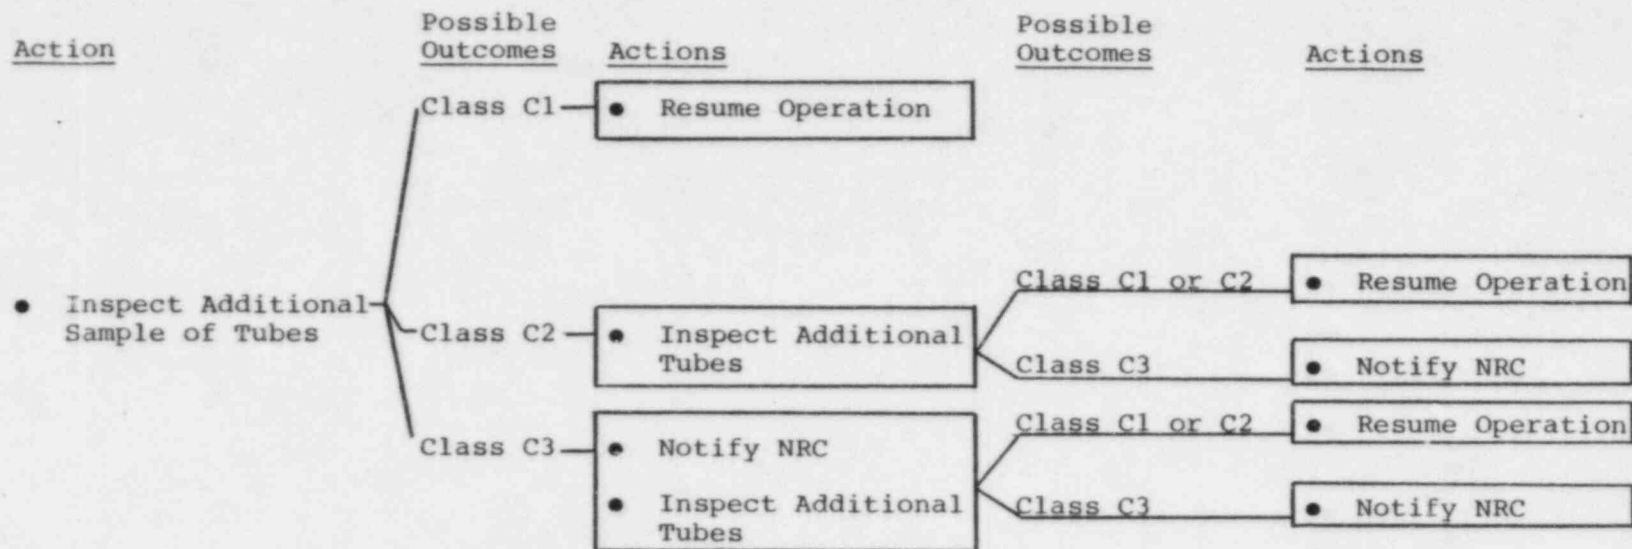 Action
Possible
Outcomes
Actions
Possible
Outcomes
Actions
Class C1
• Resume Operation
• Inspect Additional
Sample of Tubes
Class C2
• Inspect Additional
Tubes
Class C1 or C2
• Resume Operation
Class C3
• Notify NRC
Class C3
• Notify NRC
• Inspect Additional
Tubes
Class C1 or C2
• Resume Operation
Class C3
• Notify NRC